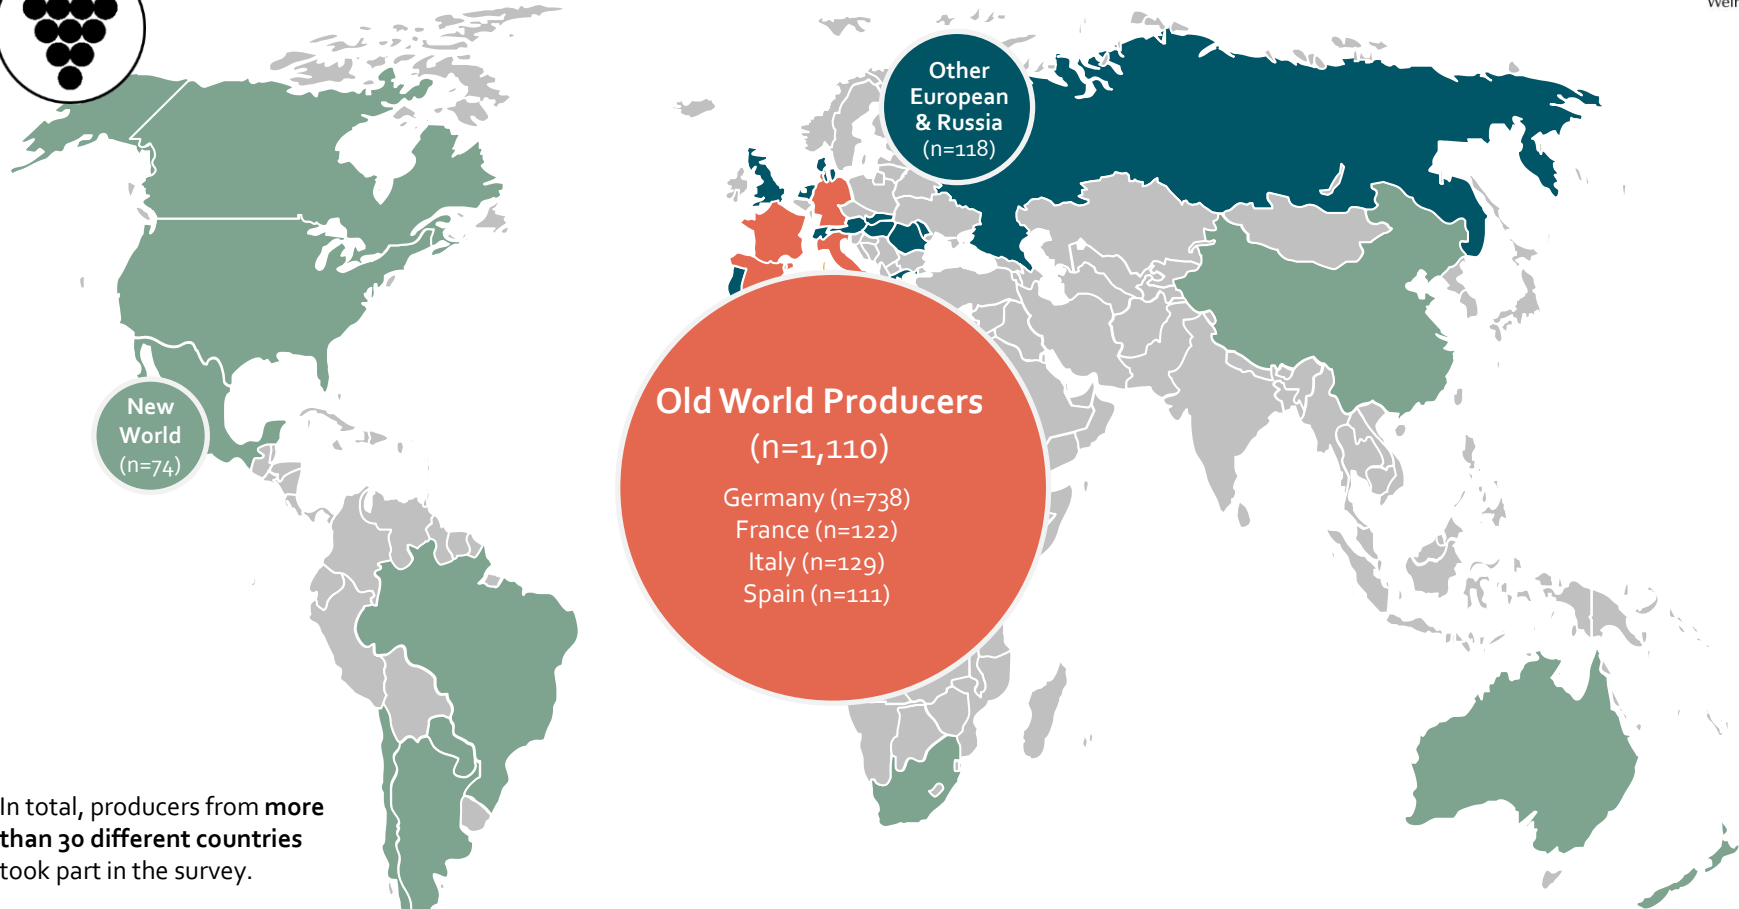 Other
European
& Russia
(n=118)
New
World
(n=74)
Old World Producers
(n=1,110)
Germany (n=738)
France (n=122)
Italy (n=129)
Spain (n=111)
In total, producers from more
than 30 different countries
took part in the survey.